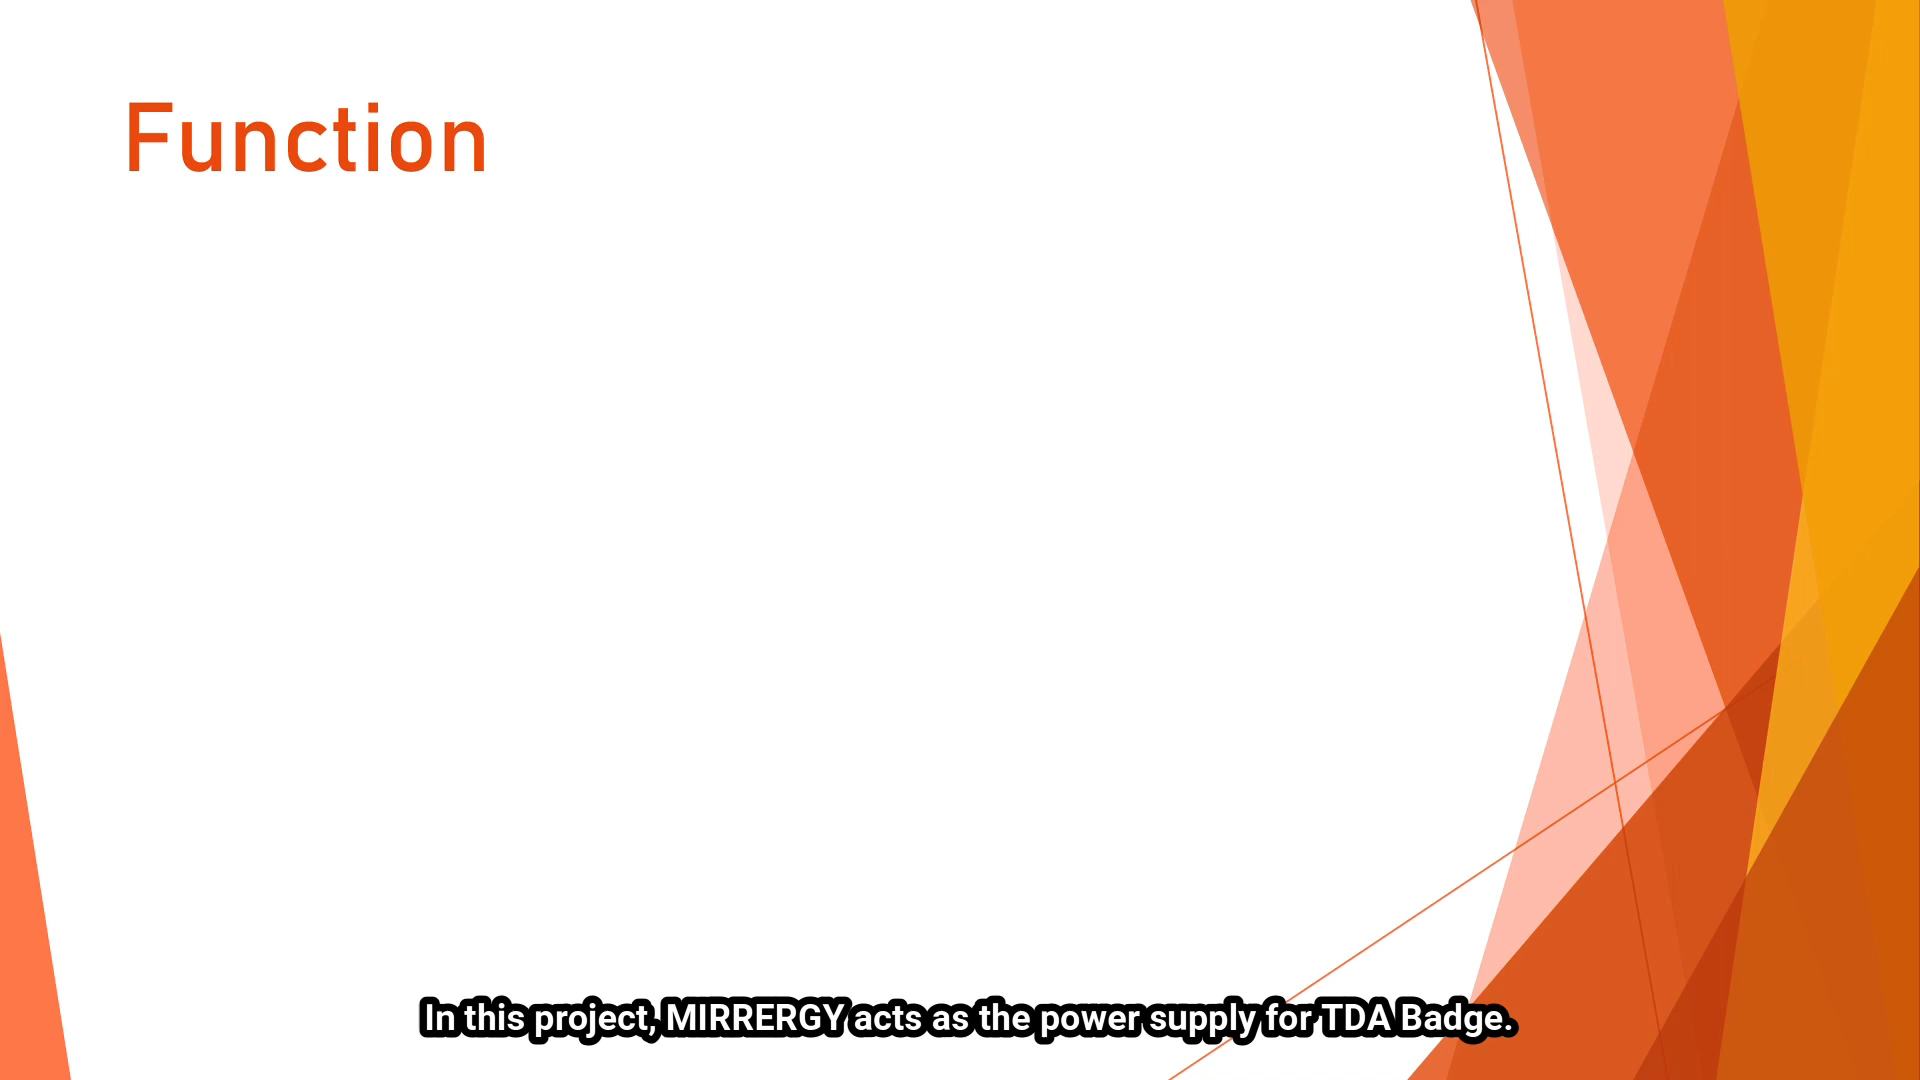 Function
In this project, MIRRERGY acts as the power supply for TDA Badge.